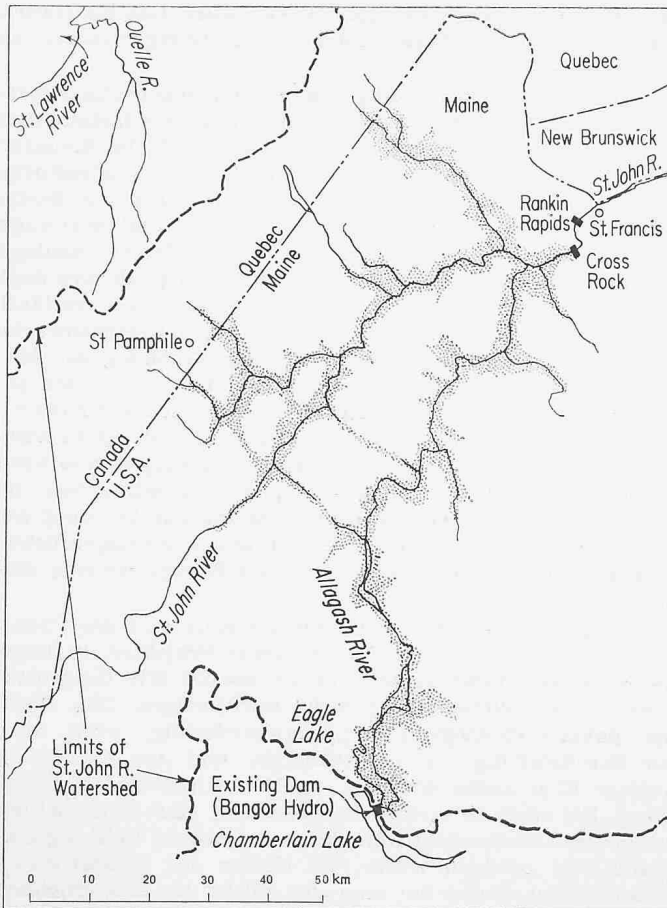 St. Lawrence
River
Ouelle R.
Quebec
Maine
New Brunswick
St. John R.
Rankin
Rapids
St. Francis
Cross
Rock
Quebec
Maine
St Pamphile
Canada
U.S.A.
St. John River
Allagash River
Eagle
Lake
Limits of
St. John R.
Watershed
Existing Dam
(Bangor Hydro)
Chamberlain Lake
0 10 20 30 40 50 km